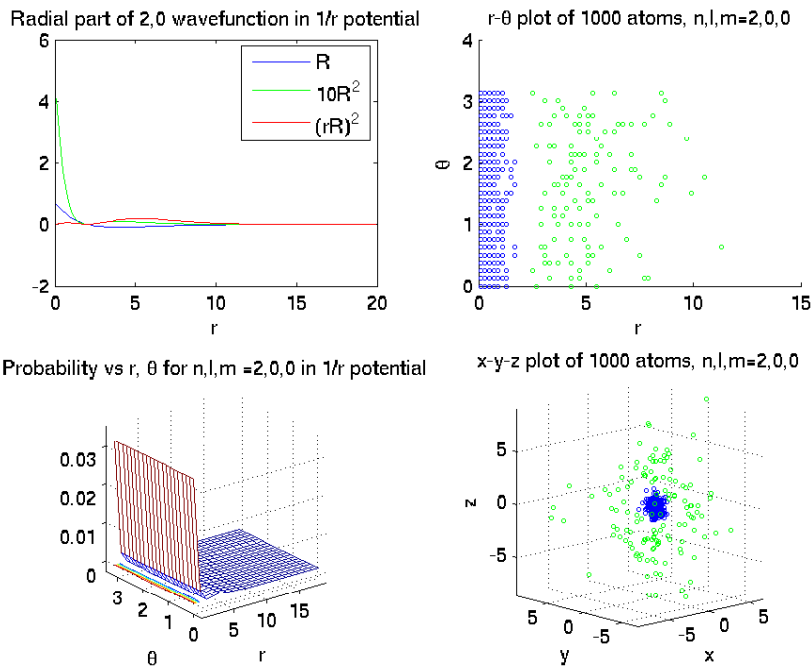 Radial part of 2,0 wavefunction in 1/r potential
6
4
2
0
-2
0
5
10
15
20
r
R
10R²
(rR)²
r-θ plot of 1000 atoms, n,l,m=2,0,0
4
3
2
1
0
θ
0
5
10
15
r
Probability vs r, θ for n,l,m =2,0,0 in 1/r potential
0.03
0.02
0.01
0
3
2
1
0
θ
5
10
15
r
x-y-z plot of 1000 atoms, n,l,m=2,0,0
5
0
-5
z
5
0
-5
y
-5
0
5
x